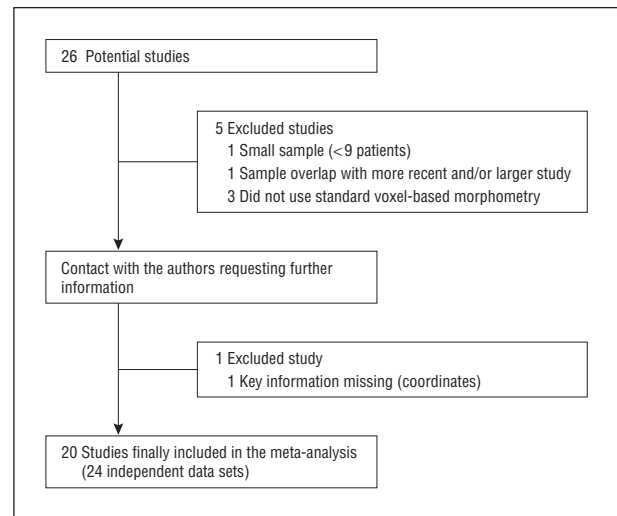 26 Potential studies
5 Excluded studies
1 Small sample (<9 patients)
1 Sample overlap with more recent and/or larger study
3 Did not use standard voxel-based morphometry
Contact with the authors requesting further
information
1 Excluded study
1 Key information missing (coordinates)
20 Studies finally included in the meta-analysis
(24 independent data sets)